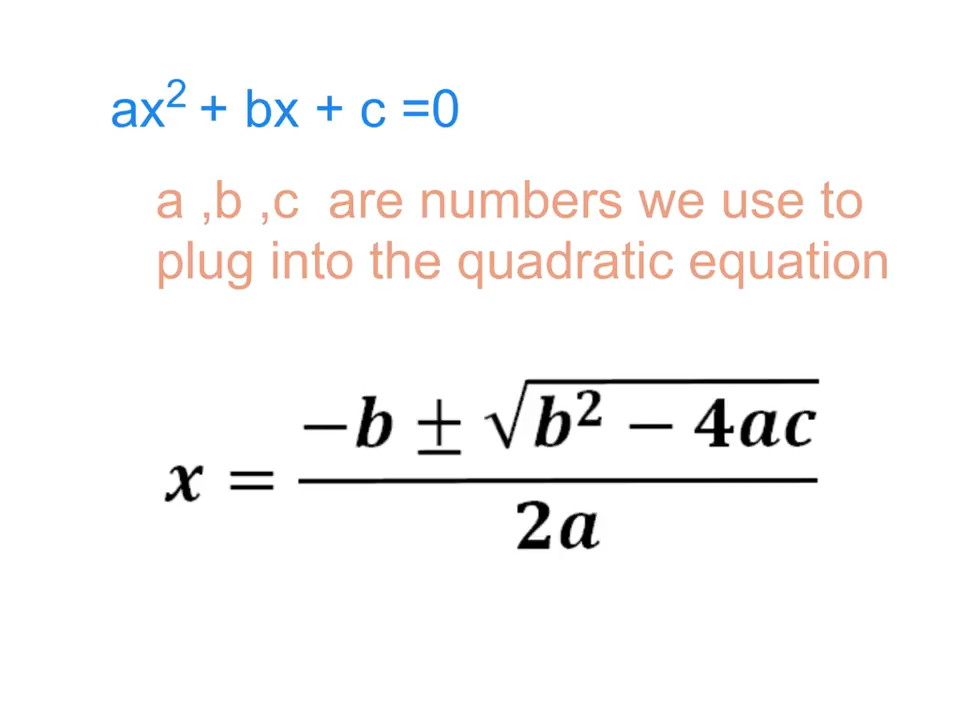 ax² + bx + c =0
a ,b ,c  are numbers we use to
plug into the quadratic equation
x = (−b ± √(b² − 4ac)) / 2a